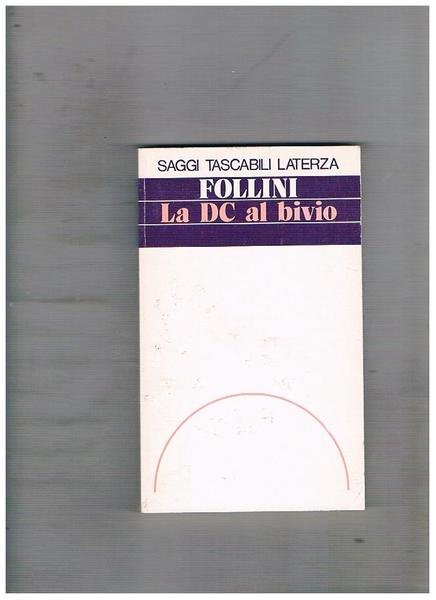 SAGGI TASCABILI LATERZA
FOLLINI
La DC al bivio